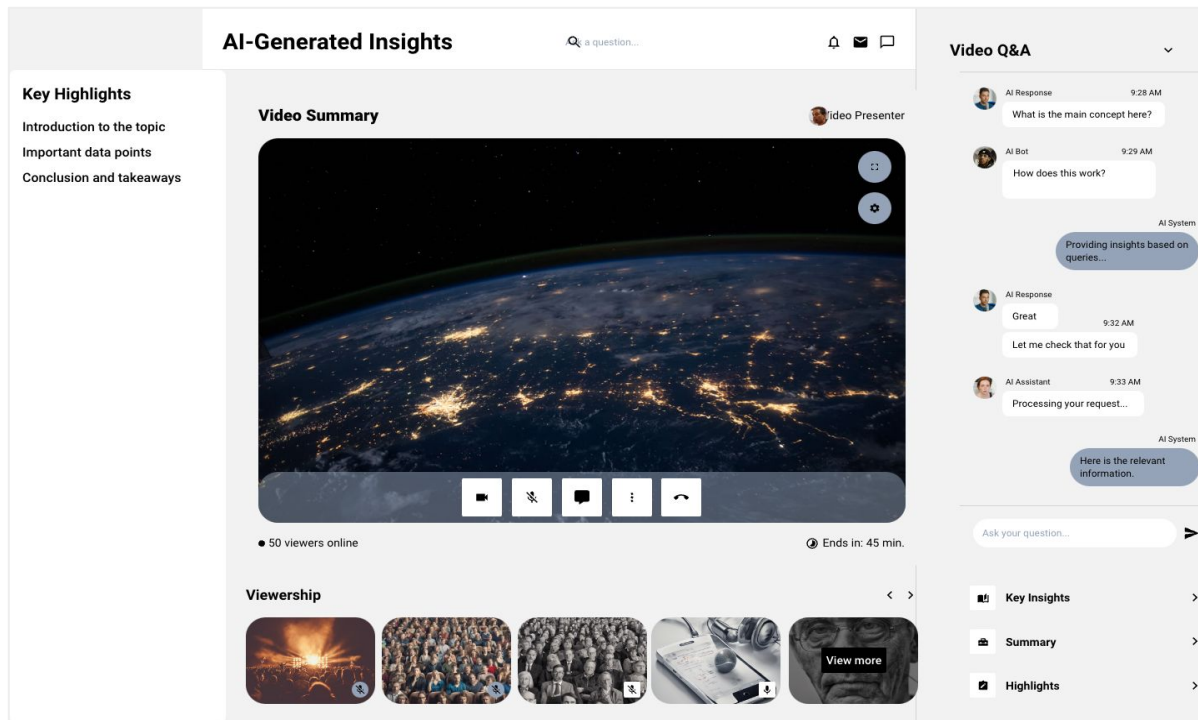 AI-Generated Insights
k a question...
Key Highlights
Introduction to the topic
Important data points
Conclusion and takeaways
Video Summary
ideo Presenter
50 viewers online
Ends in: 45 min.
Viewership
View more
Video Q&A
AI Response 9:28 AM
What is the main concept here?
AI Bot 9:29 AM
How does this work?
AI System
Providing insights based on
queries...
AI Response
Great
9:32 AM
Let me check that for you
AI Assistant 9:33 AM
Processing your request...
AI System
Here is the relevant
information.
Ask your question...
Key Insights
Summary
Highlights